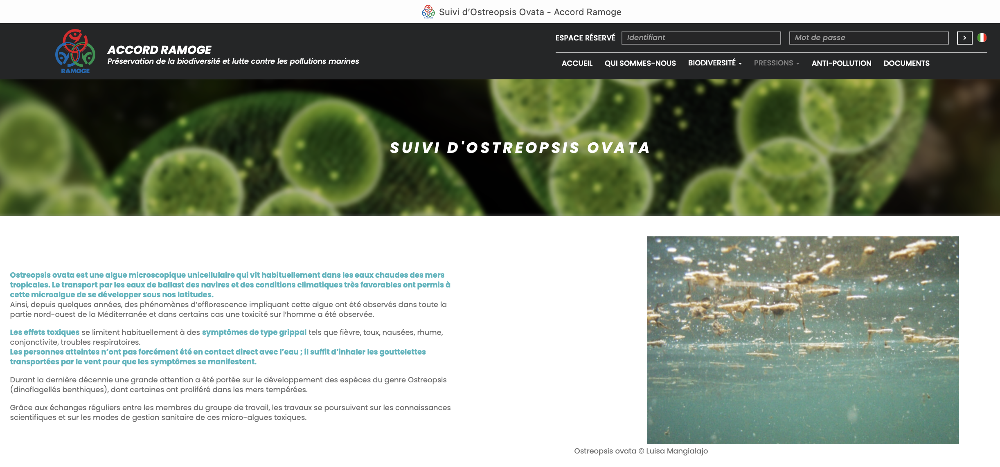 Suivi d’Ostreopsis Ovata - Accord Ramoge
RAMOGE
ACCORD RAMOGE
Préservation de la biodiversité et lutte contre les pollutions marines
ESPACE RÉSERVÉ Identifiant Mot de passe >
ACCUEIL QUI SOMMES-NOUS BIODIVERSITÉ PRESSIONS ANTI-POLLUTION DOCUMENTS
SUIVI D'OSTREOPSIS OVATA
Ostreopsis ovata est une algue microscopique unicellulaire qui vit habituellement dans les eaux chaudes des mers
tropicales. Le transport par les eaux de ballast des navires et des conditions climatiques très favorables ont permis à
cette microalgue de se développer sous nos latitudes.
Ainsi, depuis quelques années, des phénomènes d’efflorescence impliquant cette algue ont été observés dans toute la
partie nord-ouest de la Méditerranée et dans certains cas une toxicité sur l’homme a été observée.
Les effets toxiques se limitent habituellement à des symptômes de type grippal tels que fièvre, toux, nausées, rhume,
conjonctivite, troubles respiratoires.
Les personnes atteintes n’ont pas forcément été en contact direct avec l’eau ; il suffit d’inhaler les gouttelettes
transportées par le vent pour que les symptômes se manifestent.
Durant la dernière décennie une grande attention a été portée sur le développement des espèces du genre Ostreopsis
(dinoflagellés benthiques), dont certaines ont proliféré dans les mers tempérées.
Grâce aux échanges réguliers entre les membres du groupe de travail, les travaux se poursuivent sur les connaissances
scientifiques et sur les modes de gestion sanitaire de ces micro-algues toxiques.
Ostreopsis ovata © Luisa Mangialajo